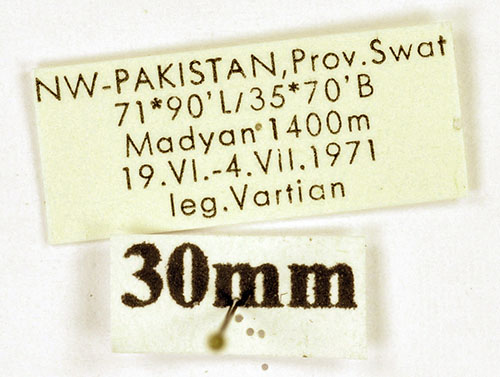 NW-PAKISTAN,Prov.Swat
71*90'L/35*70'B
Madyan 1400m
19.VI.-4.VII.1971
leg.Vartian
30mm